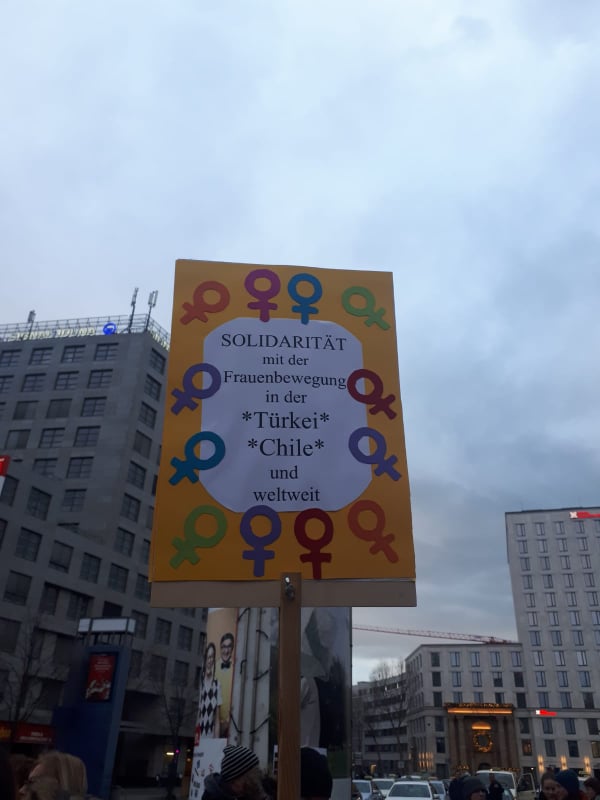 SOLIDARITÄT
mit der
Frauenbewegung
in der
*Türkei*
*Chile*
und
weltweit